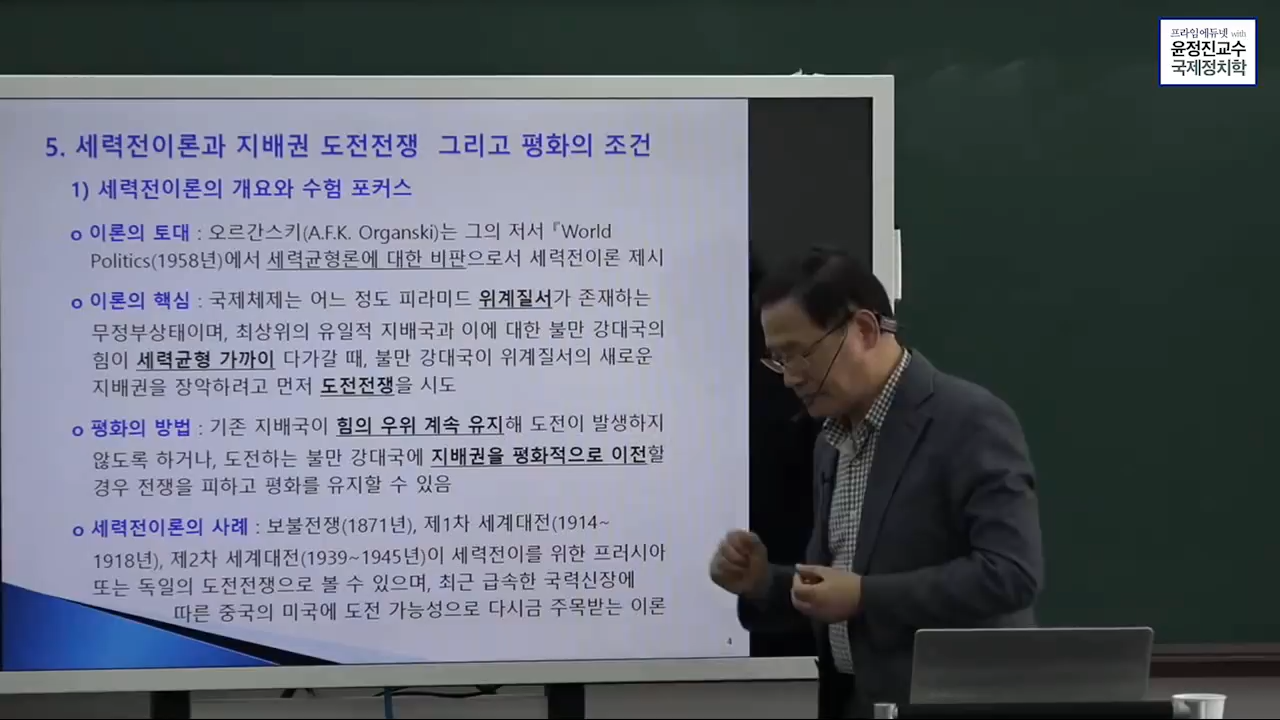 프라임에듀넷 with
윤정진교수
국제정치학
5. 세력전이론과 지배권 도전전쟁 그리고 평화의 조건
1) 세력전이론의 개요와 수험 포커스
o 이론의 토대 : 오르간스키(A.F.K. Organski)는 그의 저서 『World
Politics(1958년)에서 세력균형론에 대한 비판으로서 세력전이론 제시
o 이론의 핵심 : 국제체제는 어느 정도 피라미드 위계질서가 존재하는
무정부상태이며, 최상위의 유일적 지배국과 이에 대한 불만 강대국의
힘이 세력균형 가까이 다가갈 때, 불만 강대국이 위계질서의 새로운
지배권을 장악하려고 먼저 도전전쟁을 시도
o 평화의 방법 : 기존 지배국이 힘의 우위 계속 유지해 도전이 발생하지
않도록 하거나, 도전하는 불만 강대국에 지배권을 평화적으로 이전할
경우 전쟁을 피하고 평화를 유지할 수 있음
o 세력전이론의 사례 : 보불전쟁(1871년), 제1차 세계대전(1914~
1918년), 제2차 세계대전(1939~1945년)이 세력전이를 위한 프러시아
또는 독일의 도전전쟁으로 볼 수 있으며, 최근 급속한 국력신장에
따른 중국의 미국에 도전 가능성으로 다시금 주목받는 이론
4